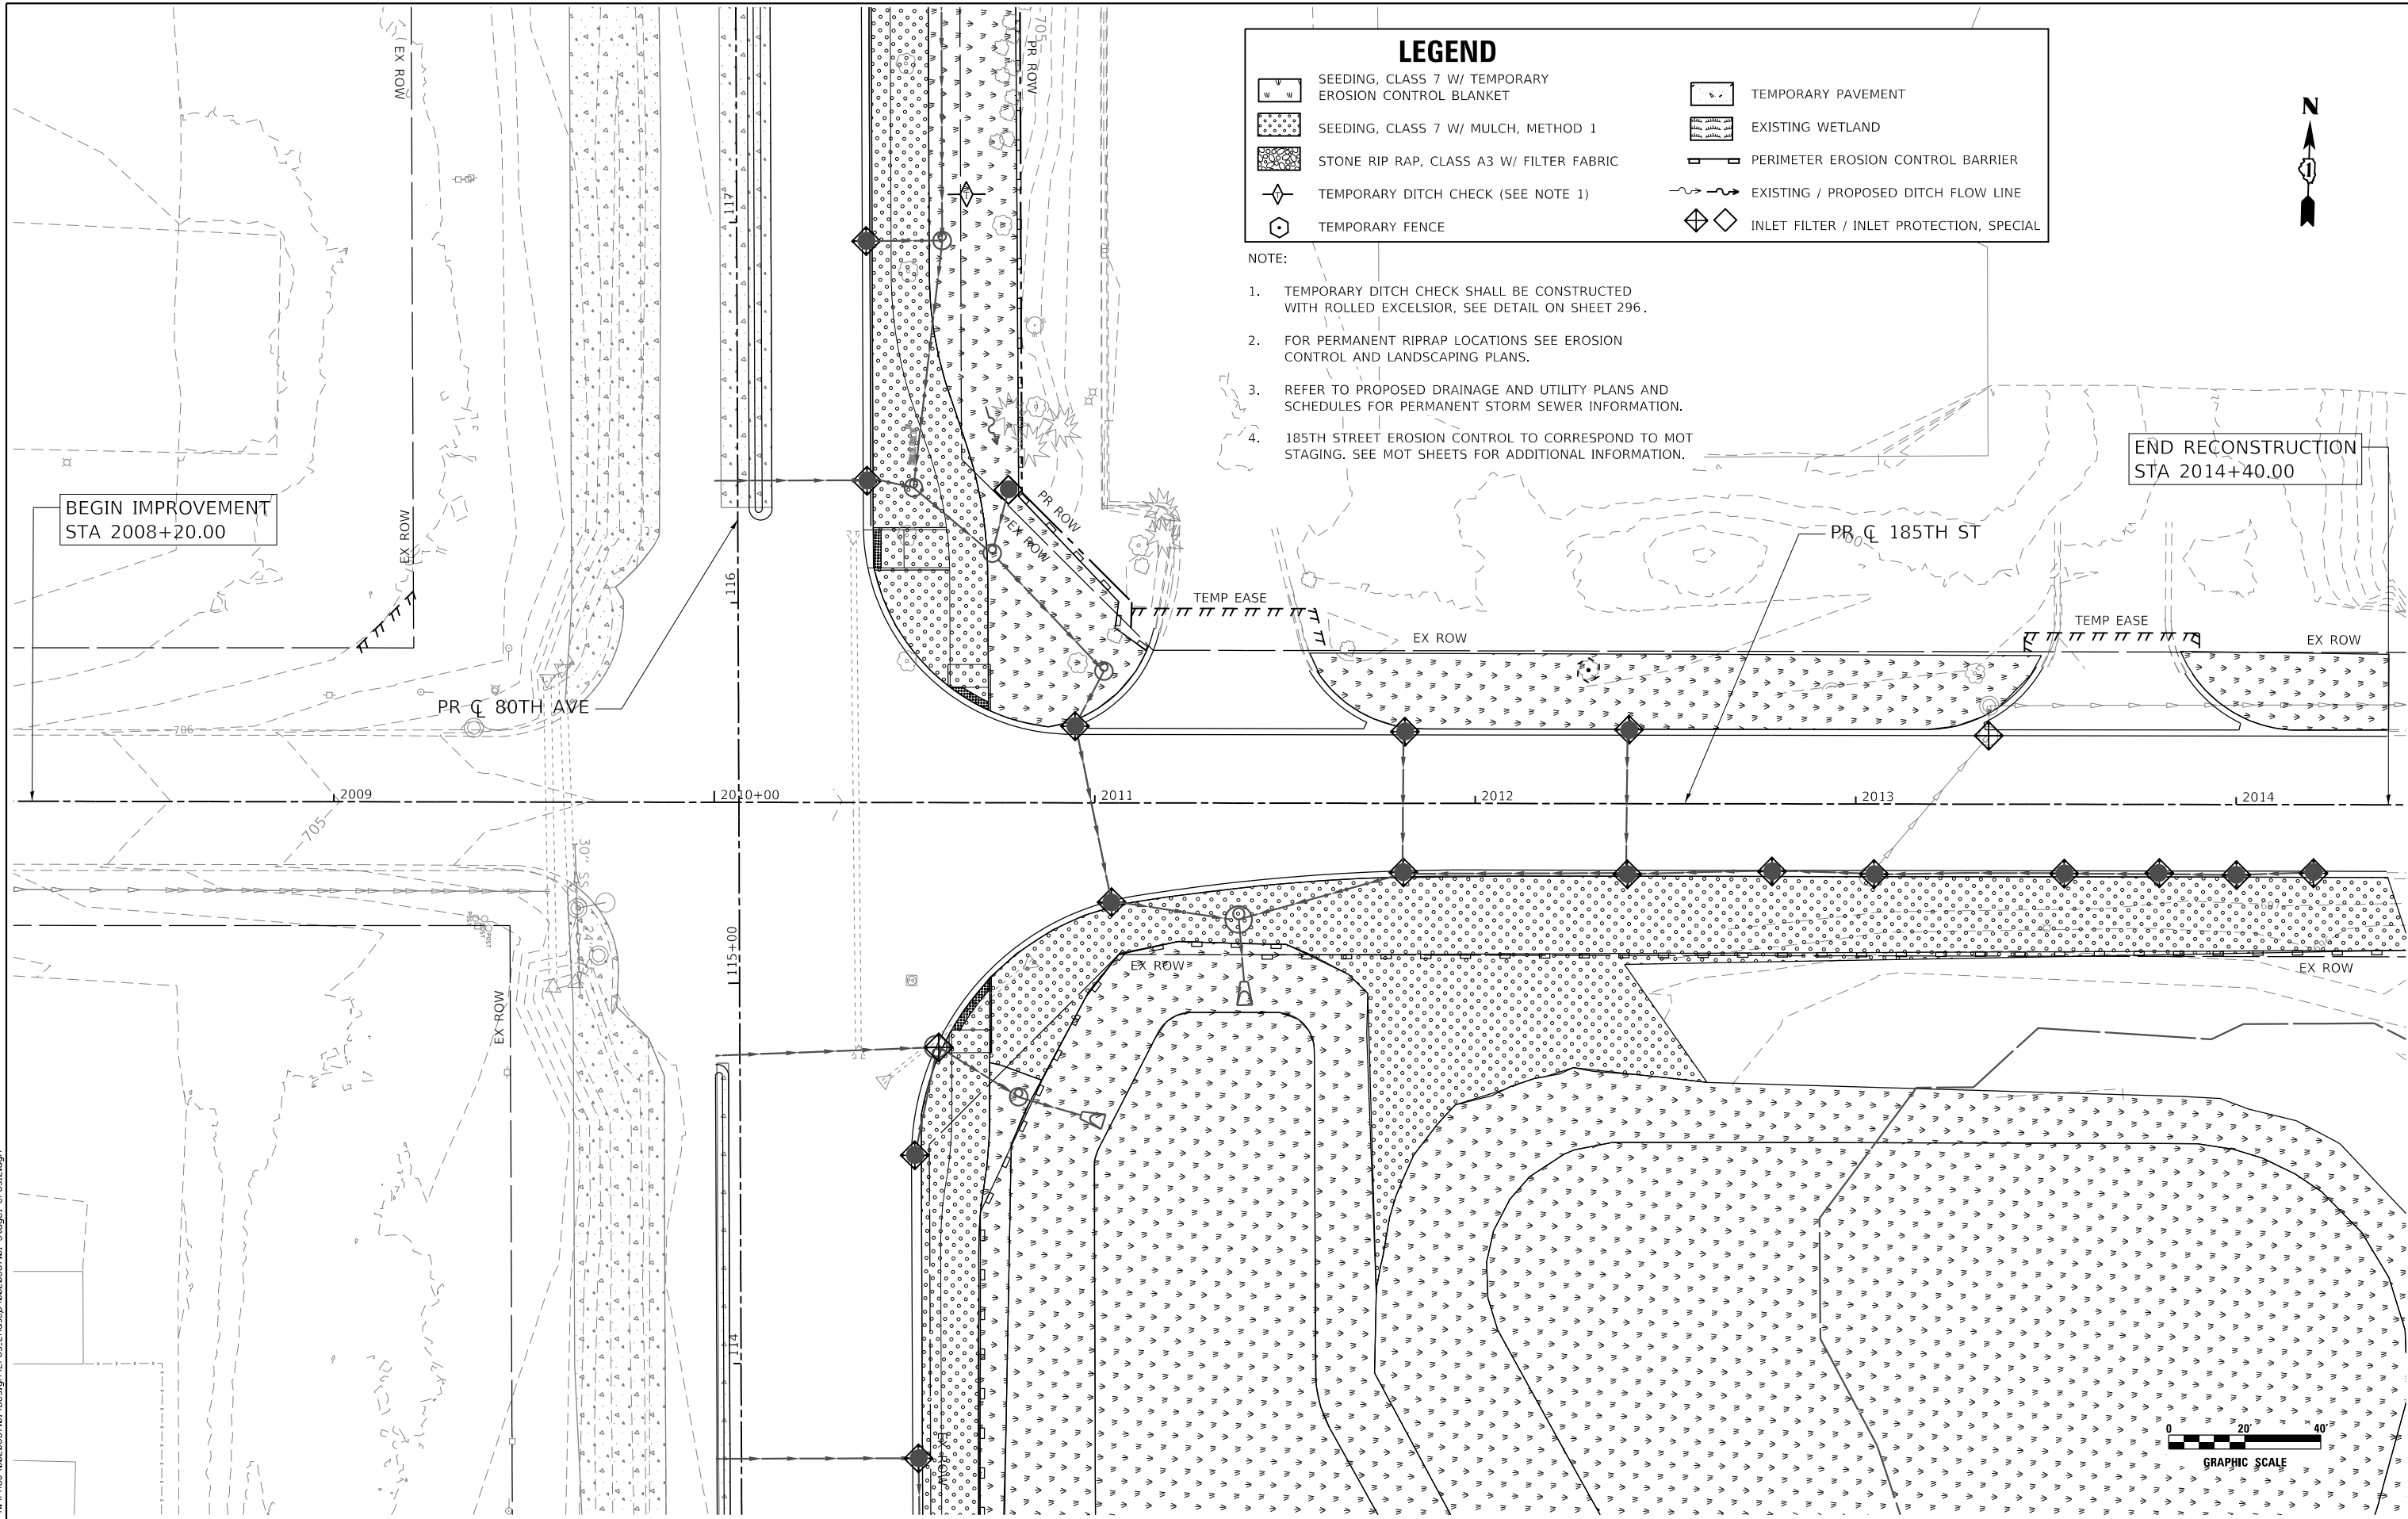 LEGEND
SEEDING, CLASS 7 W/ TEMPORARY
EROSION CONTROL BLANKET
SEEDING, CLASS 7 W/ MULCH, METHOD 1
STONE RIP RAP, CLASS A3 W/ FILTER FABRIC
TEMPORARY DITCH CHECK (SEE NOTE 1)
TEMPORARY FENCE
TEMPORARY PAVEMENT
EXISTING WETLAND
PERIMETER EROSION CONTROL BARRIER
EXISTING / PROPOSED DITCH FLOW LINE
INLET FILTER / INLET PROTECTION, SPECIAL
N
NOTE:
1. TEMPORARY DITCH CHECK SHALL BE CONSTRUCTED
WITH ROLLED EXCELSIOR, SEE DETAIL ON SHEET 296.
2. FOR PERMANENT RIPRAP LOCATIONS SEE EROSION
CONTROL AND LANDSCAPING PLANS.
3. REFER TO PROPOSED DRAINAGE AND UTILITY PLANS AND
SCHEDULES FOR PERMANENT STORM SEWER INFORMATION.
4. 185TH STREET EROSION CONTROL TO CORRESPOND TO MOT
STAGING. SEE MOT SHEETS FOR ADDITIONAL INFORMATION.
EX ROW
PR ROW
705
117
BEGIN IMPROVEMENT
STA 2008+20.00
END RECONSTRUCTION
STA 2014+40.00
EX ROW
PR ROW
EX ROW
PR ℄ 185TH ST
116
TEMP EASE
TEMP EASE
EX ROW
EX ROW
PR ℄ 80TH AVE
706
2009
2010+00
2011
2012
2013
2014
705
30" SS
24"
115+00
EX ROW
EX ROW
EX ROW
114
EX ROW
0 20' 40'
GRAPHIC SCALE